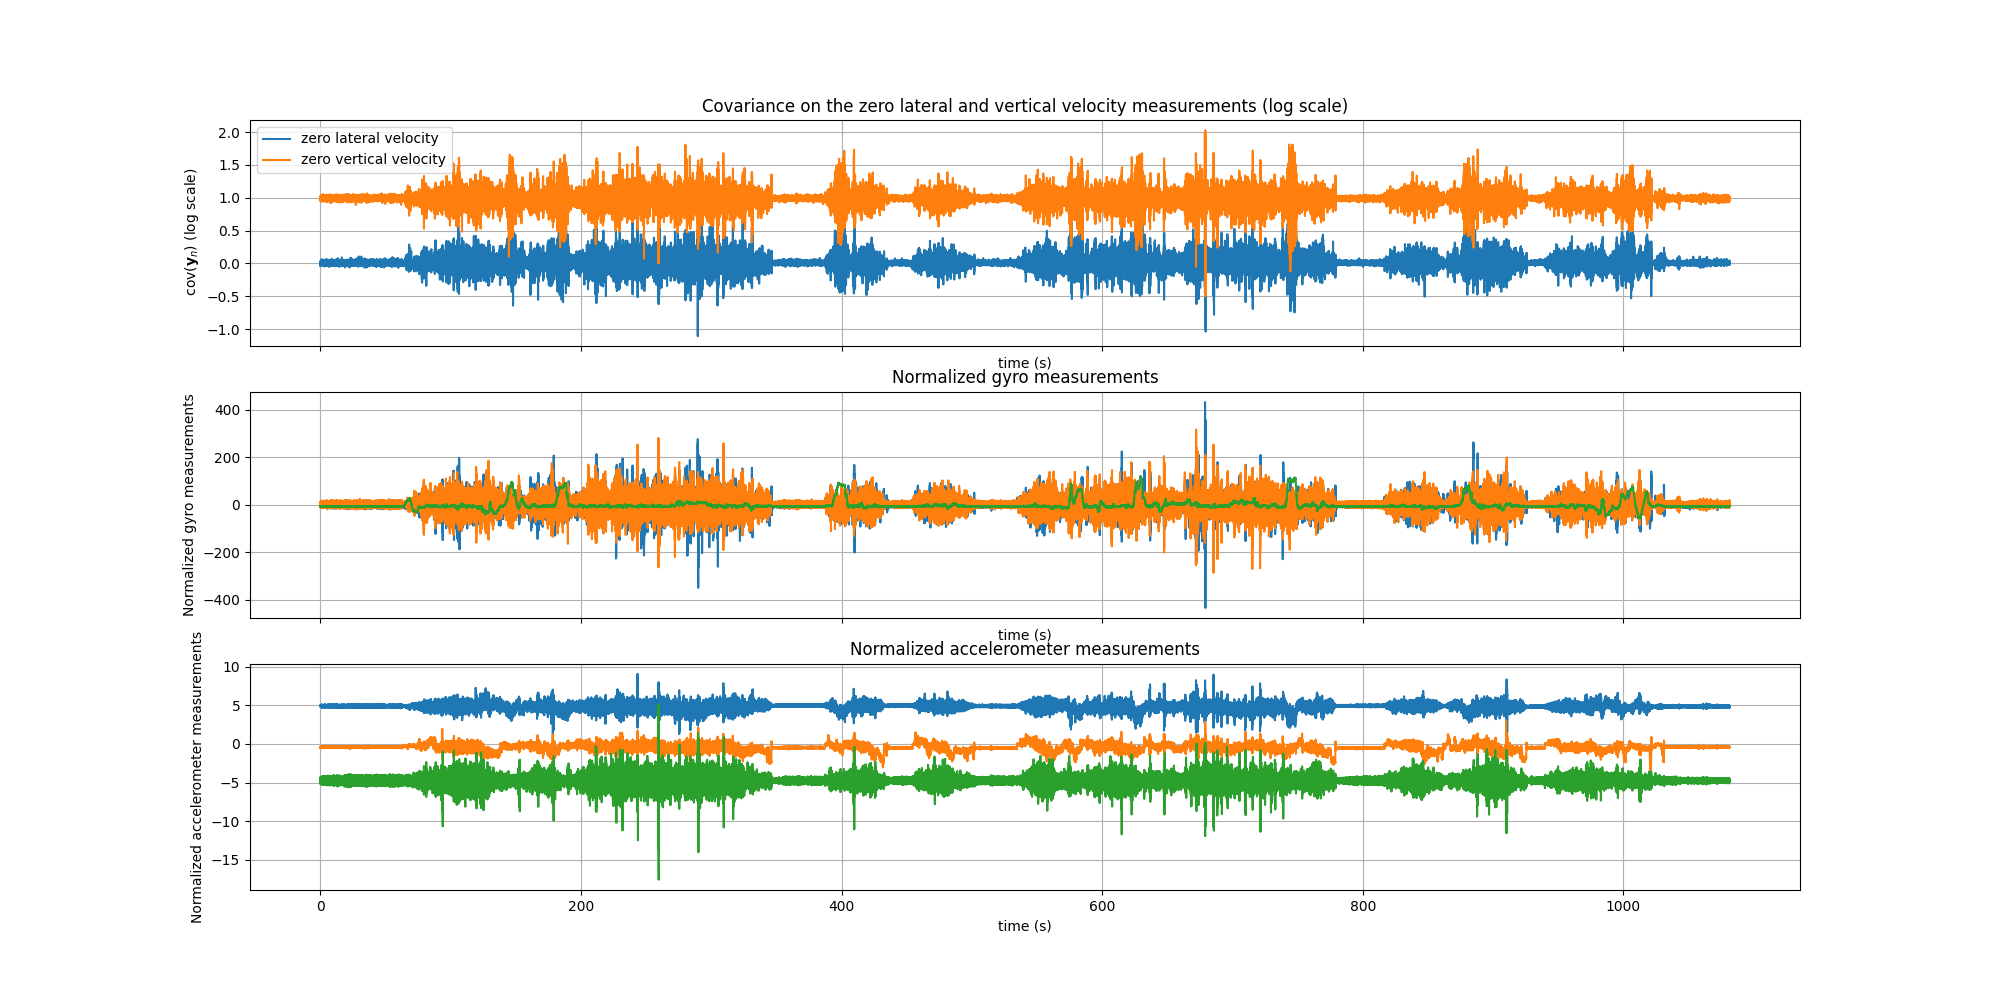 Covariance on the zero lateral and vertical velocity measurements (log scale)
cov(yₙ) (log scale)
2.0
1.5
1.0
0.5
0.0
−0.5
−1.0
zero lateral velocity
zero vertical velocity
time (s)
Normalized gyro measurements
Normalized gyro measurements
400
200
0
−200
−400
time (s)
Normalized accelerometer measurements
Normalized accelerometer measurements
10
5
0
−5
−10
−15
0 200 400 600 800 1000
time (s)